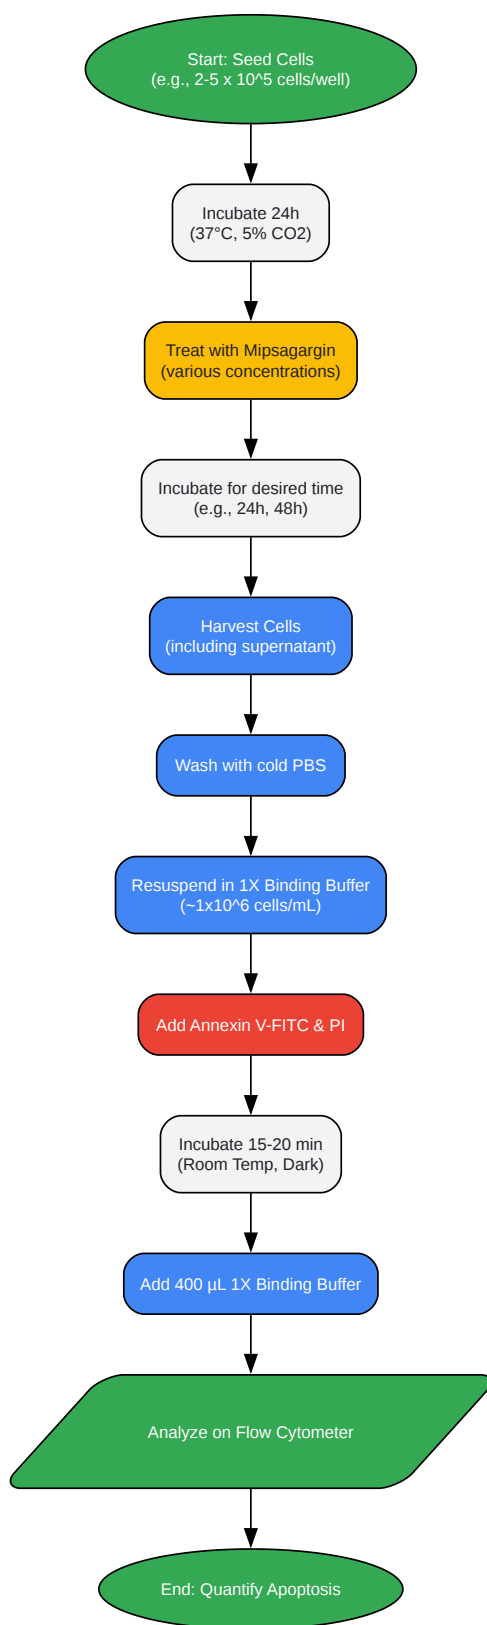 Start: Seed Cells
(e.g., 2-5 x 10^5 cells/well)
Incubate 24h
(37°C, 5% CO2)
Treat with Mipsagargin
(various concentrations)
Incubate for desired time
(e.g., 24h, 48h)
Harvest Cells
(including supernatant)
Wash with cold PBS
Resuspend in 1X Binding Buffer
(~1x10^6 cells/mL)
Add Annexin V-FITC & PI
Incubate 15-20 min
(Room Temp, Dark)
Add 400 µL 1X Binding Buffer
Analyze on Flow Cytometer
End: Quantify Apoptosis